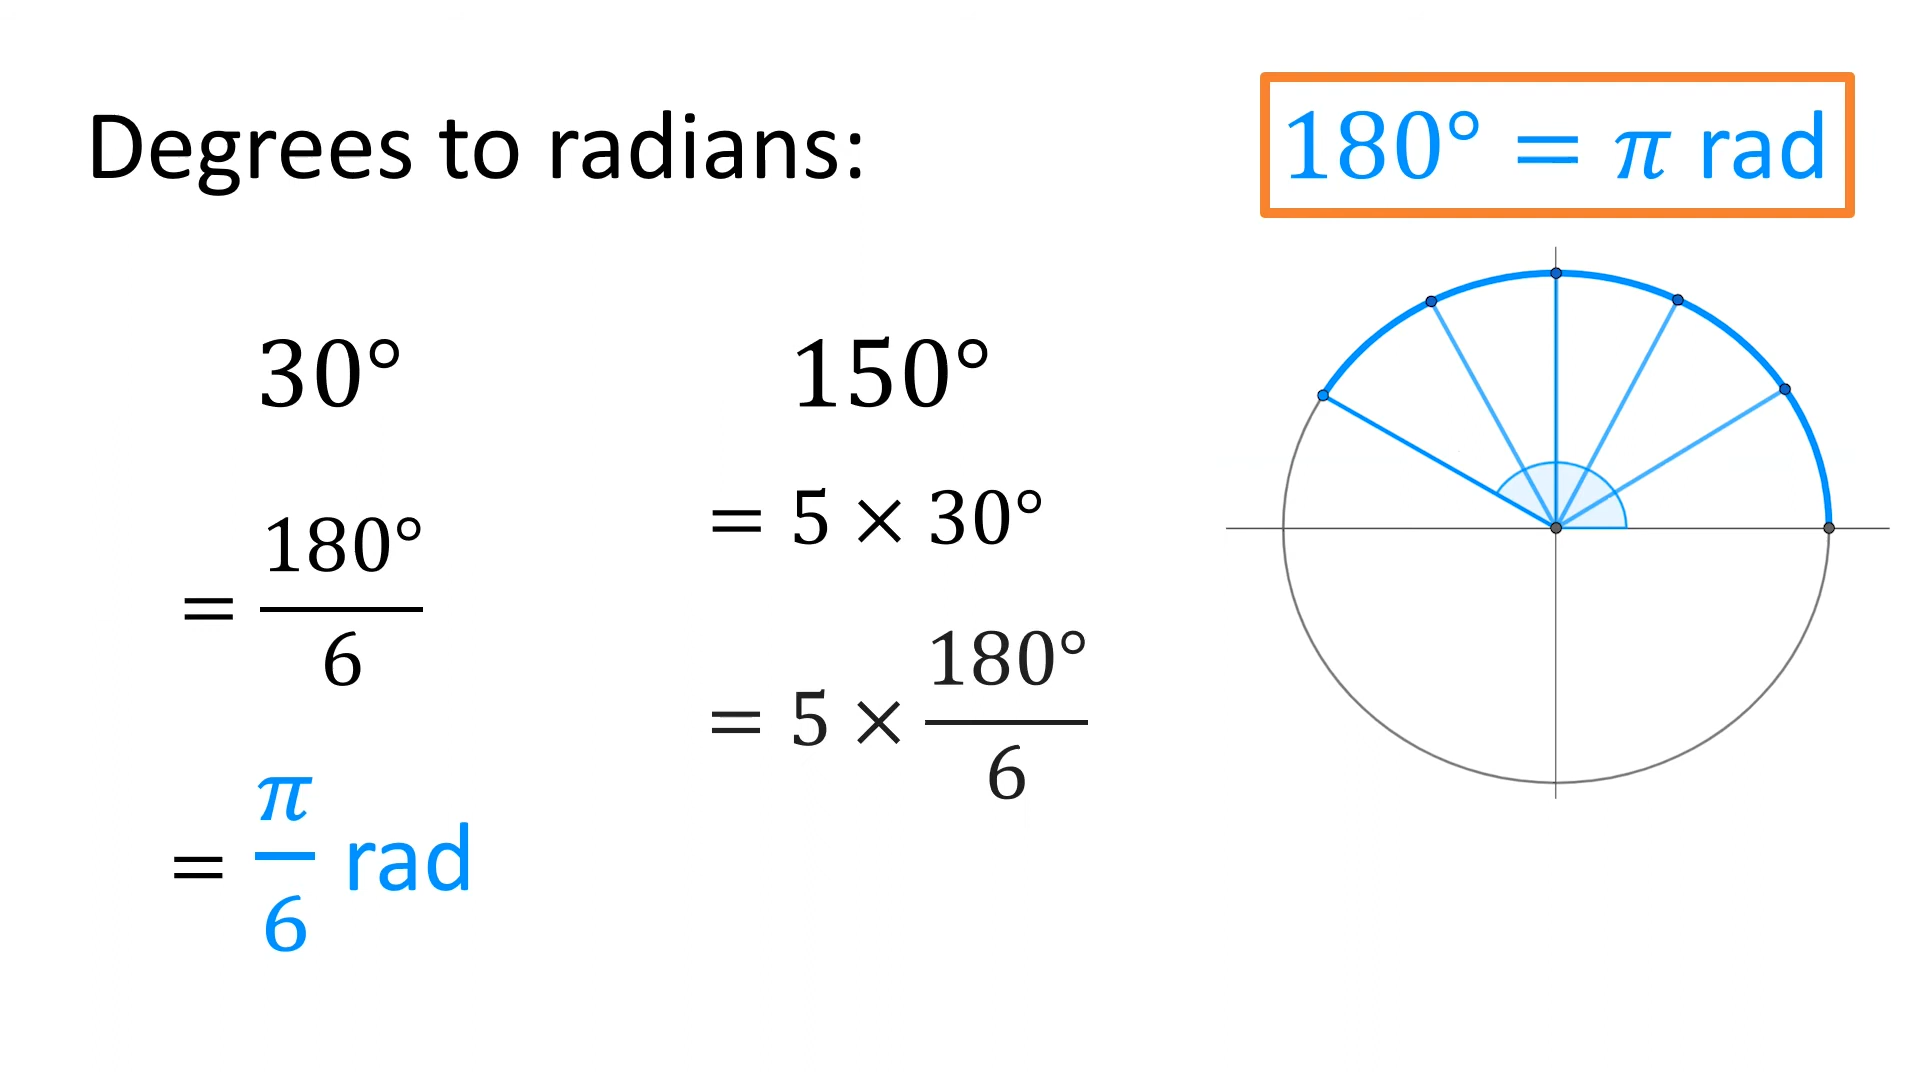 Degrees to radians:
180° = π rad
30°
= 180°/6
= π/6 rad
150°
= 5 × 30°
= 5 × 180°/6